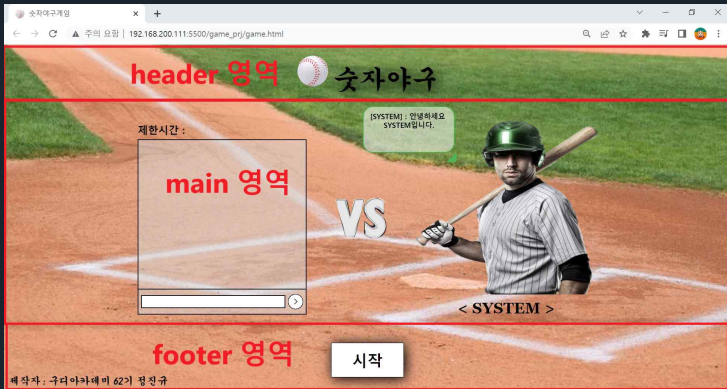 숫자야구게임
주의 요함 | 192.168.200.111:5500/game_prj/game.html
header 영역
숫자야구
[SYSTEM] : 안녕하세요
SYSTEM입니다.
제한시간 :
main 영역
VS
>
< SYSTEM >
footer 영역
시작
제작자 : 구디아카데미 62기 정진규